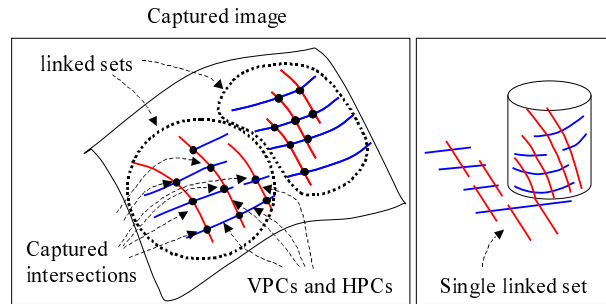 Captured image
linked sets
Captured
intersections
VPCs and HPCs
Single linked set